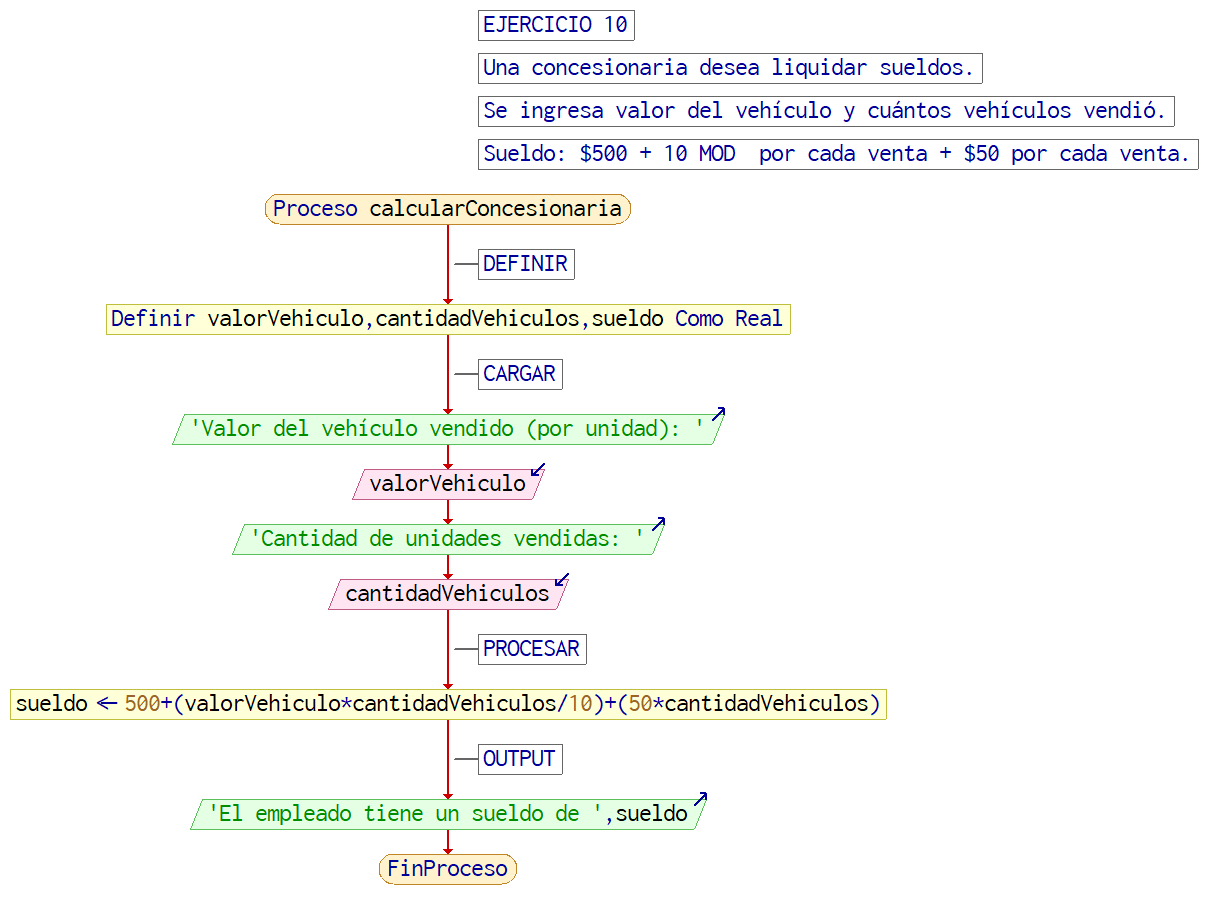 EJERCICIO 10
Una concesionaria desea liquidar sueldos.
Se ingresa valor del vehículo y cuántos vehículos vendió.
Sueldo: $500 + 10 MOD  por cada venta + $50 por cada venta.
Proceso calcularConcesionaria
DEFINIR
Definir valorVehiculo,cantidadVehiculos,sueldo Como Real
CARGAR
'Valor del vehículo vendido (por unidad): '
valorVehiculo
'Cantidad de unidades vendidas: '
cantidadVehiculos
PROCESAR
sueldo ← 500+(valorVehiculo*cantidadVehiculos/10)+(50*cantidadVehiculos)
OUTPUT
'El empleado tiene un sueldo de ',sueldo
FinProceso